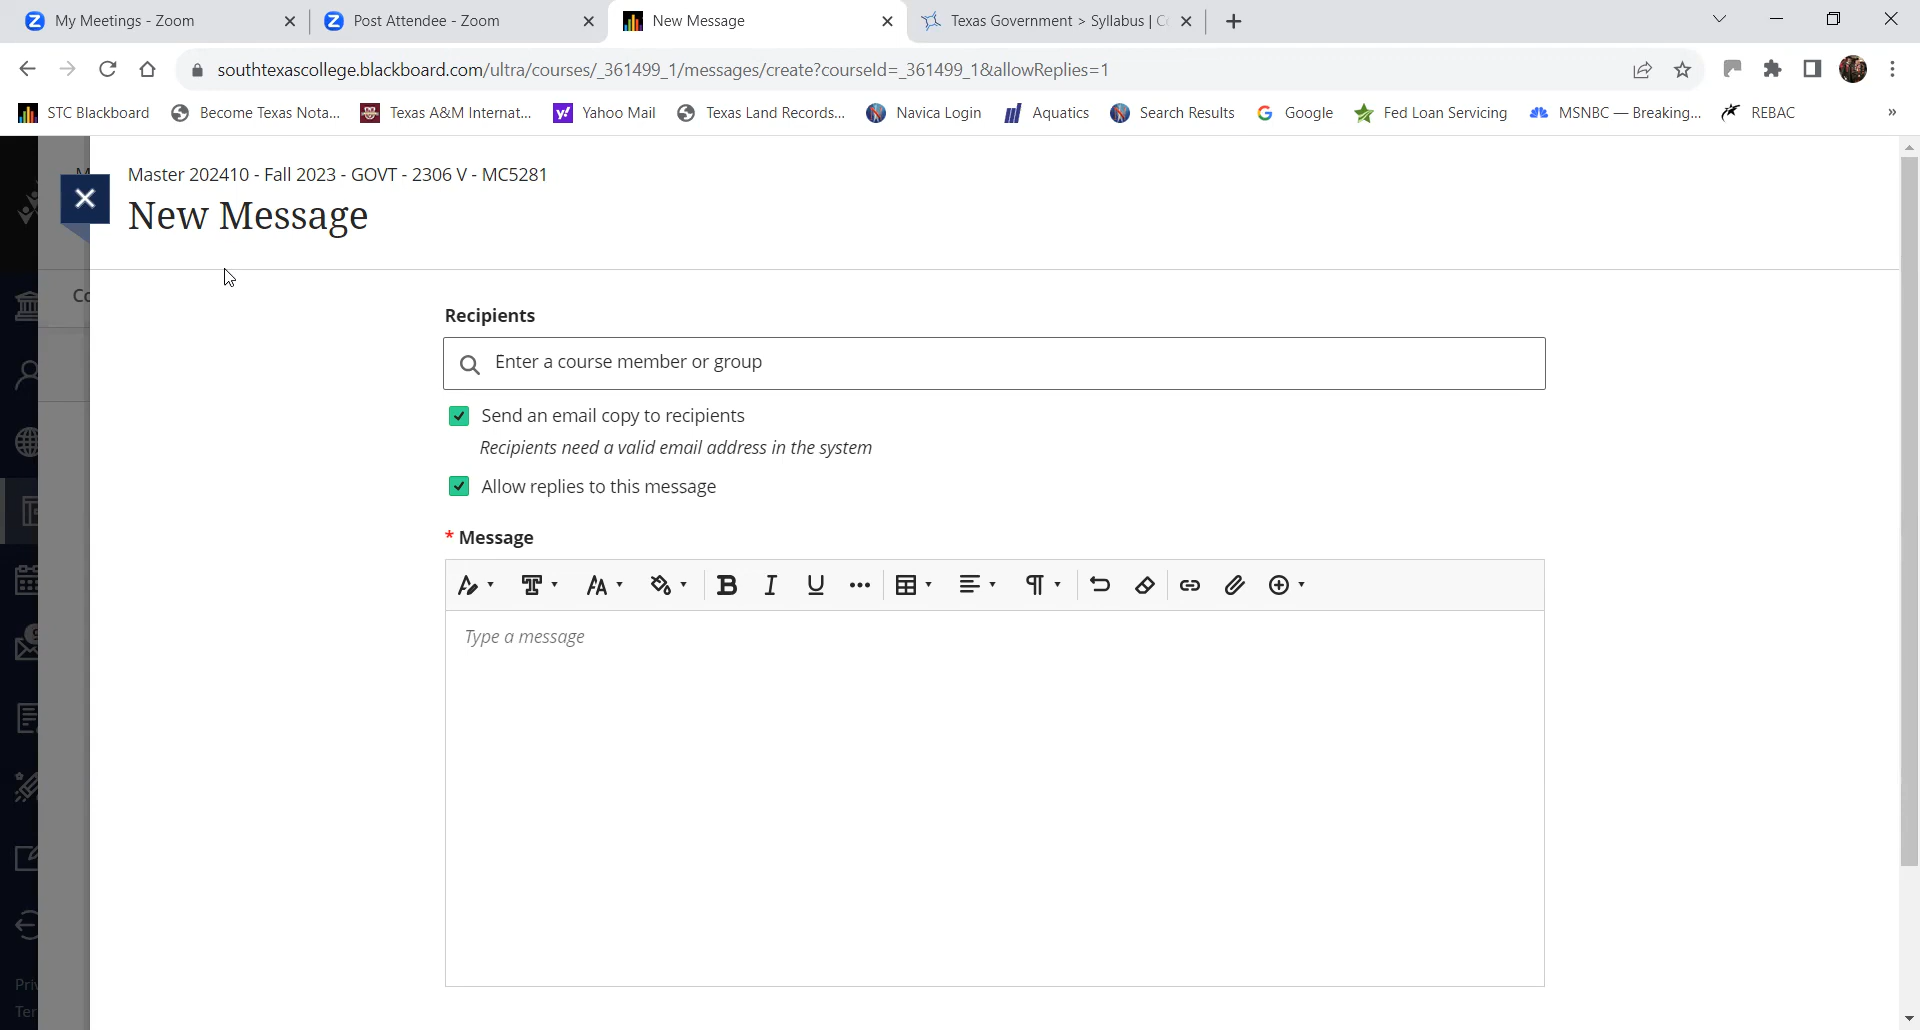 My Meetings - Zoom
Post Attendee - Zoom
New Message
Texas Government > Syllabus | C
southtexascollege.blackboard.com/ultra/courses/_361499_1/messages/create?courseId=_361499_1&allowReplies=1
STC Blackboard
Become Texas Nota...
Texas A&M Internat...
Yahoo Mail
Texas Land Records...
Navica Login
Aquatics
Search Results
Google
Fed Loan Servicing
MSNBC — Breaking...
REBAC
»
Master 202410 - Fall 2023 - GOVT - 2306 V - MC5281
New Message
Recipients
Enter a course member or group
Send an email copy to recipients
Recipients need a valid email address in the system
Allow replies to this message
* Message
Type a message
Priv
Ter